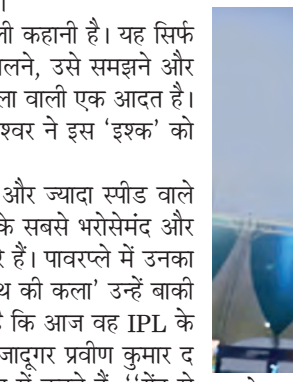 ली कहानी है। यह सिर्फ
लने, उसे समझने और
ला वाली एक आदत है।
श्वर ने इस ‘इश्क’ को
और ज्यादा स्पीड वाले
के सबसे भरोसेमंद और
रे हैं। पावरप्ले में उनका
थ की कला’ उन्हें बाकी
कि आज वह IPL के
जादूगर प्रवीण कुमार द